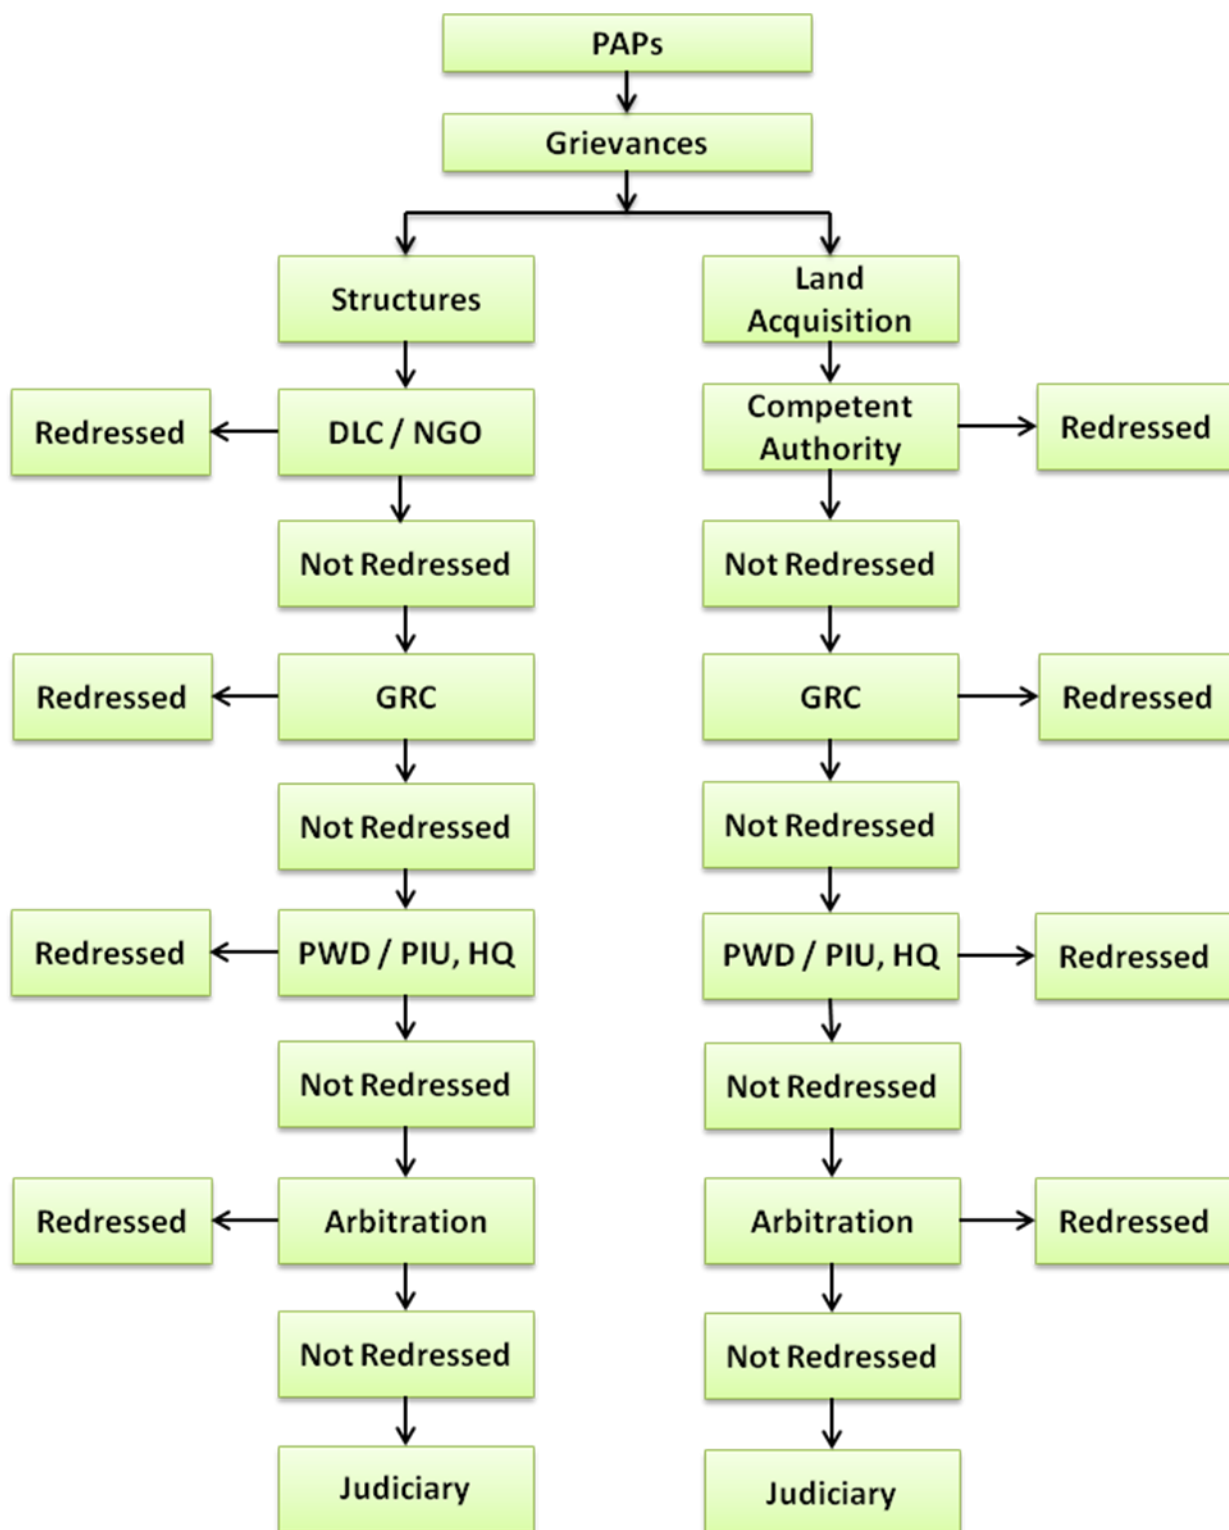 PAPs
Grievances
Structures
Land
Acquisition
Redressed
DLC / NGO
Competent
Authority
Redressed
Not Redressed
Not Redressed
Redressed
GRC
GRC
Redressed
Not Redressed
Not Redressed
Redressed
PWD / PIU, HQ
PWD / PIU, HQ
Redressed
Not Redressed
Not Redressed
Redressed
Arbitration
Arbitration
Redressed
Not Redressed
Not Redressed
Judiciary
Judiciary